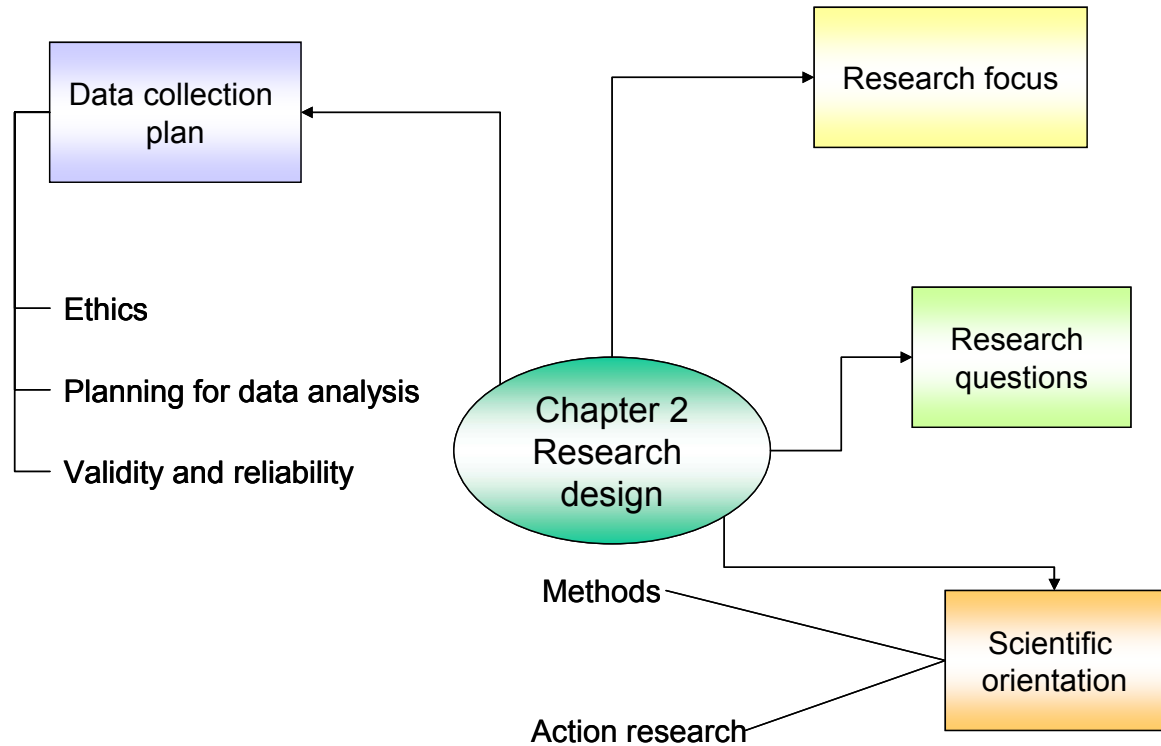 Data collection
plan
Research focus
Ethics
Planning for data analysis
Validity and reliability
Research
questions
Chapter 2
Research
design
Methods
Action research
Scientific
orientation